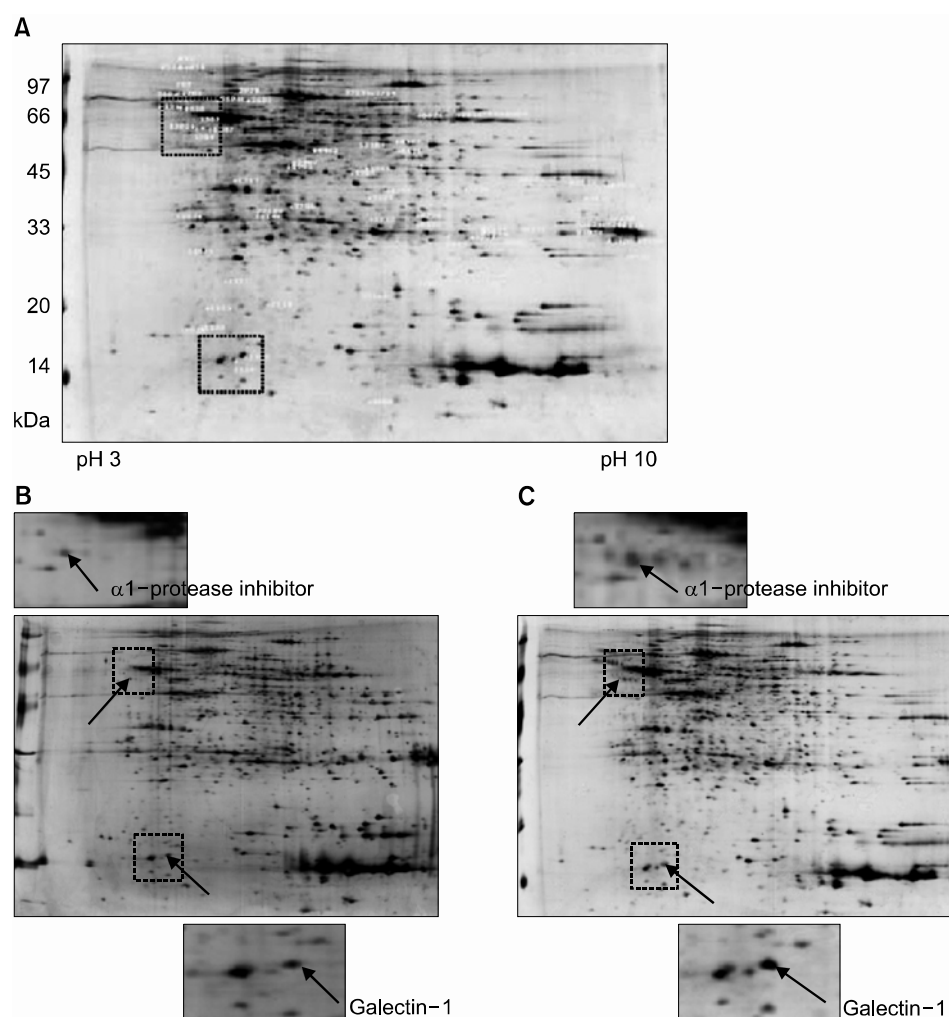 A
97
66
45
33
20
14
kDa
pH 3
pH 10
B
C
α1−protease inhibitor
α1−protease inhibitor
Galectin−1
Galectin−1